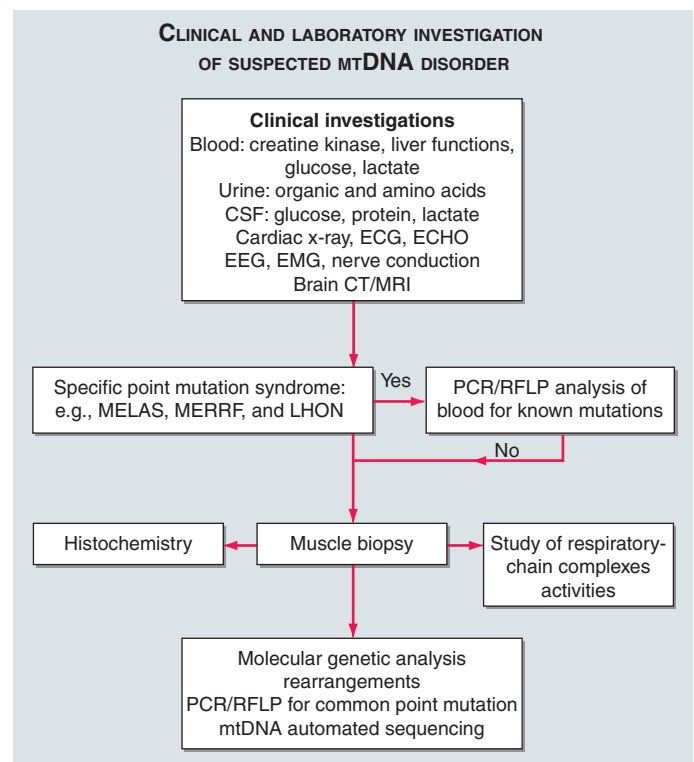 CLINICAL AND LABORATORY INVESTIGATION
OF SUSPECTED MTDNA DISORDER
Clinical investigations
Blood: creatine kinase, liver functions,
glucose, lactate
Urine: organic and amino acids
CSF: glucose, protein, lactate
Cardiac x-ray, ECG, ECHO
EEG, EMG, nerve conduction
Brain CT/MRI
Specific point mutation syndrome:
e.g., MELAS, MERRF, and LHON
Yes
PCR/RFLP analysis of
blood for known mutations
No
Histochemistry
Muscle biopsy
Study of respiratory-
chain complexes
activities
Molecular genetic analysis
rearrangements
PCR/RFLP for common point mutation
mtDNA automated sequencing